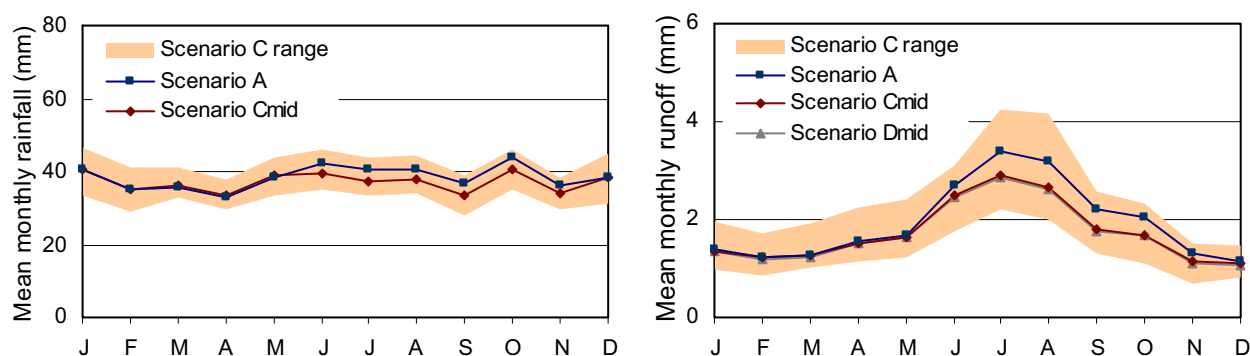 Mean monthly rainfall (mm)
80
60
40
20
0
Scenario C range
Scenario A
Scenario Cmid
J F M A M J J A S O N D
Mean monthly runoff (mm)
6
4
2
0
Scenario C range
Scenario A
Scenario Cmid
Scenario Dmid
J F M A M J J A S O N D